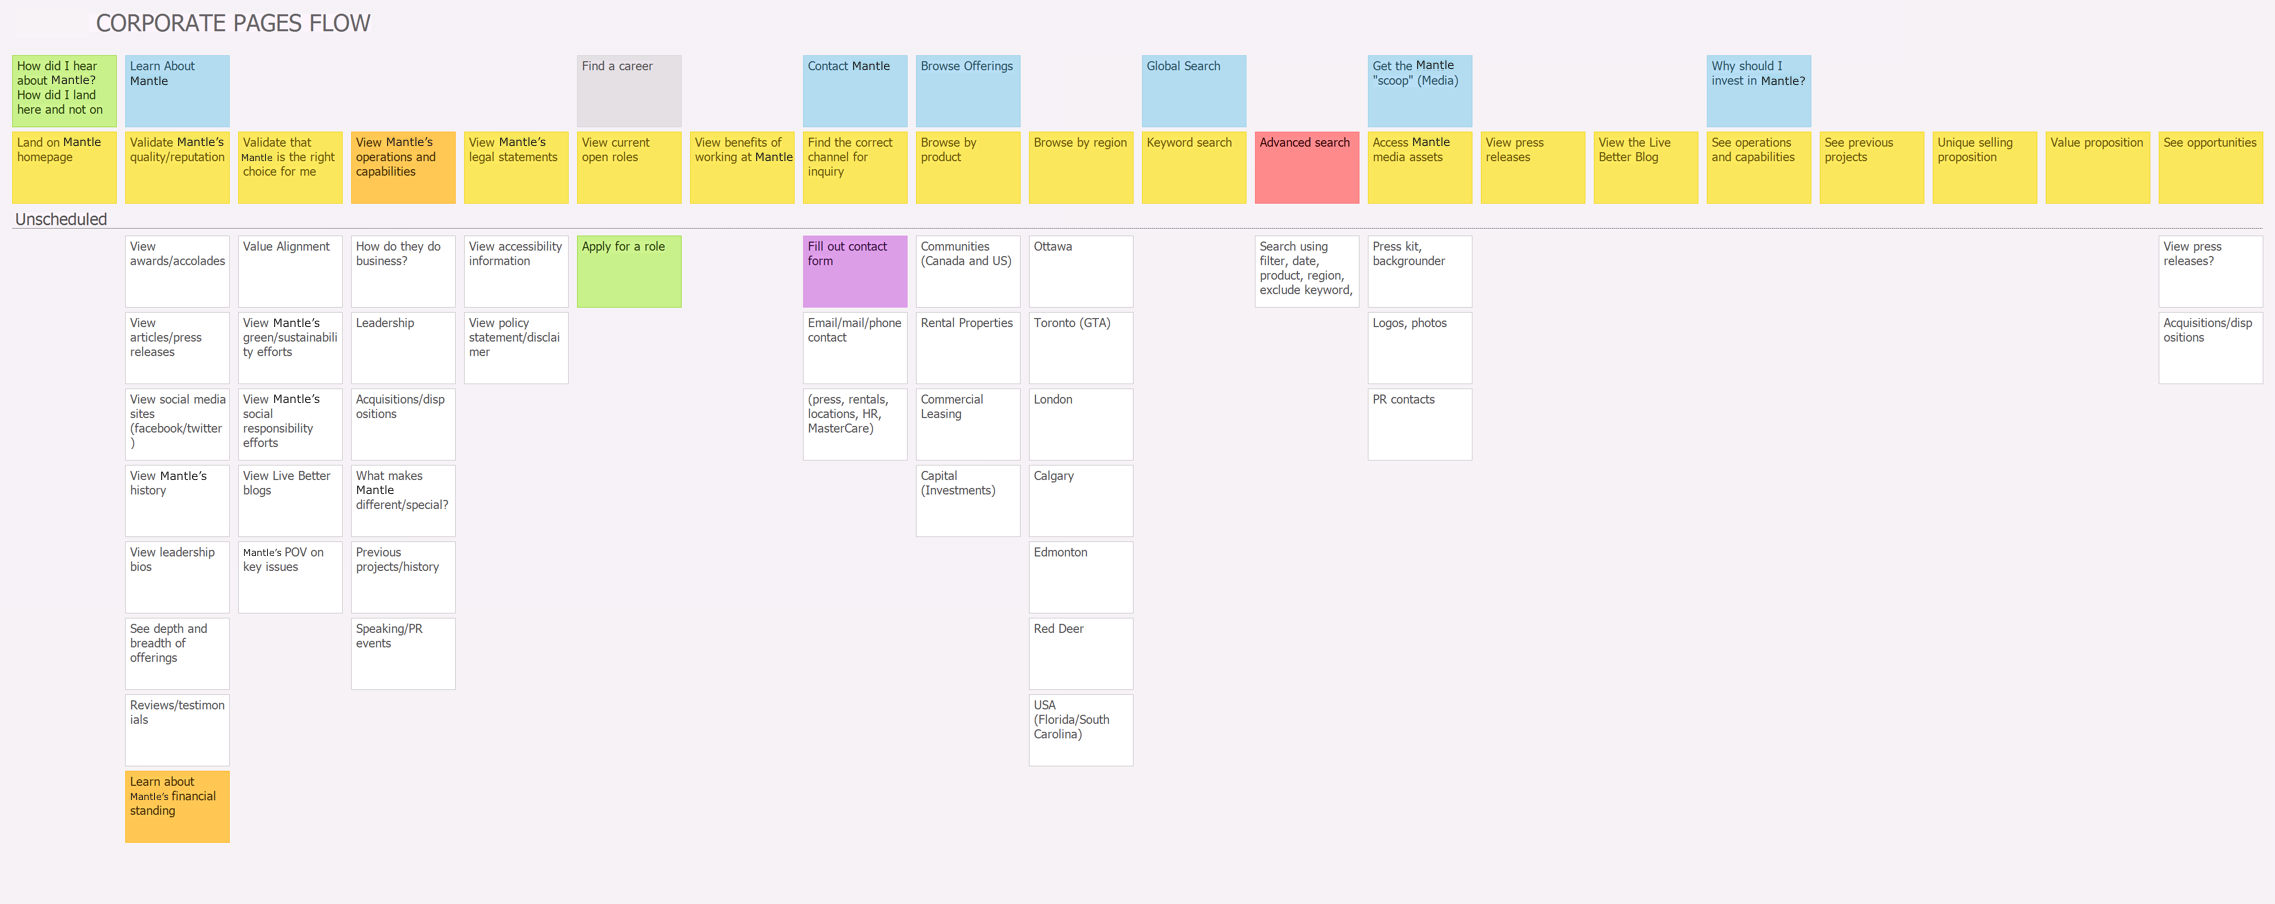 CORPORATE PAGES FLOW
How did I hear
about Mantle?
How did I land
here and not on
Learn About
Mantle
Find a career
Contact Mantle
Browse Offerings
Global Search
Get the Mantle
"scoop" (Media)
Why should I
invest in Mantle?
Land on Mantle
homepage
Validate Mantle's
quality/reputation
Validate that
Mantle is the right
choice for me
View Mantle's
operations and
capabilities
View Mantle's
legal statements
View current
open roles
View benefits of
working at Mantle
Find the correct
channel for
inquiry
Browse by
product
Browse by region
Keyword search
Advanced search
Access Mantle
media assets
View press
releases
View the Live
Better Blog
See operations
and capabilities
See previous
projects
Unique selling
proposition
Value proposition
See opportunities
Unscheduled
View
awards/accolades
Value Alignment
How do they do
business?
View accessibility
information
Apply for a role
Fill out contact
form
Communities
(Canada and US)
Ottawa
Search using
filter, date,
product, region,
exclude keyword,
Press kit,
backgrounder
View press
releases?
View
articles/press
releases
View Mantle's
green/sustainabili
ty efforts
Leadership
View policy
statement/disclai
mer
Email/mail/phone
contact
Rental Properties
Toronto (GTA)
Logos, photos
Acquisitions/disp
ositions
View social media
sites
(facebook/twitter
)
View Mantle's
social
responsibility
efforts
Acquisitions/disp
ositions
(press, rentals,
locations, HR,
MasterCare)
Commercial
Leasing
London
PR contacts
View Mantle's
history
View Live Better
blogs
What makes
Mantle
different/special?
Capital
(Investments)
Calgary
View leadership
bios
Mantle's POV on
key issues
Previous
projects/history
Edmonton
See depth and
breadth of
offerings
Speaking/PR
events
Red Deer
Reviews/testimon
ials
USA
(Florida/South
Carolina)
Learn about
Mantle's financial
standing